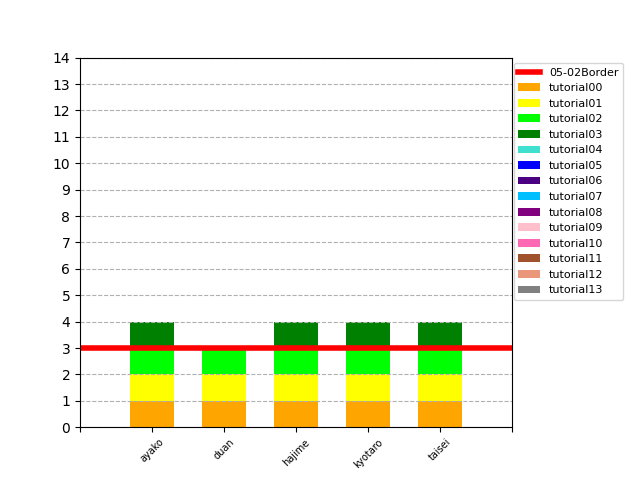 14
13
12
11
10
9
8
7
6
5
4
3
2
1
0
ayako
duan
hajime
kyotaro
taisei
05-02Border
tutorial00
tutorial01
tutorial02
tutorial03
tutorial04
tutorial05
tutorial06
tutorial07
tutorial08
tutorial09
tutorial10
tutorial11
tutorial12
tutorial13